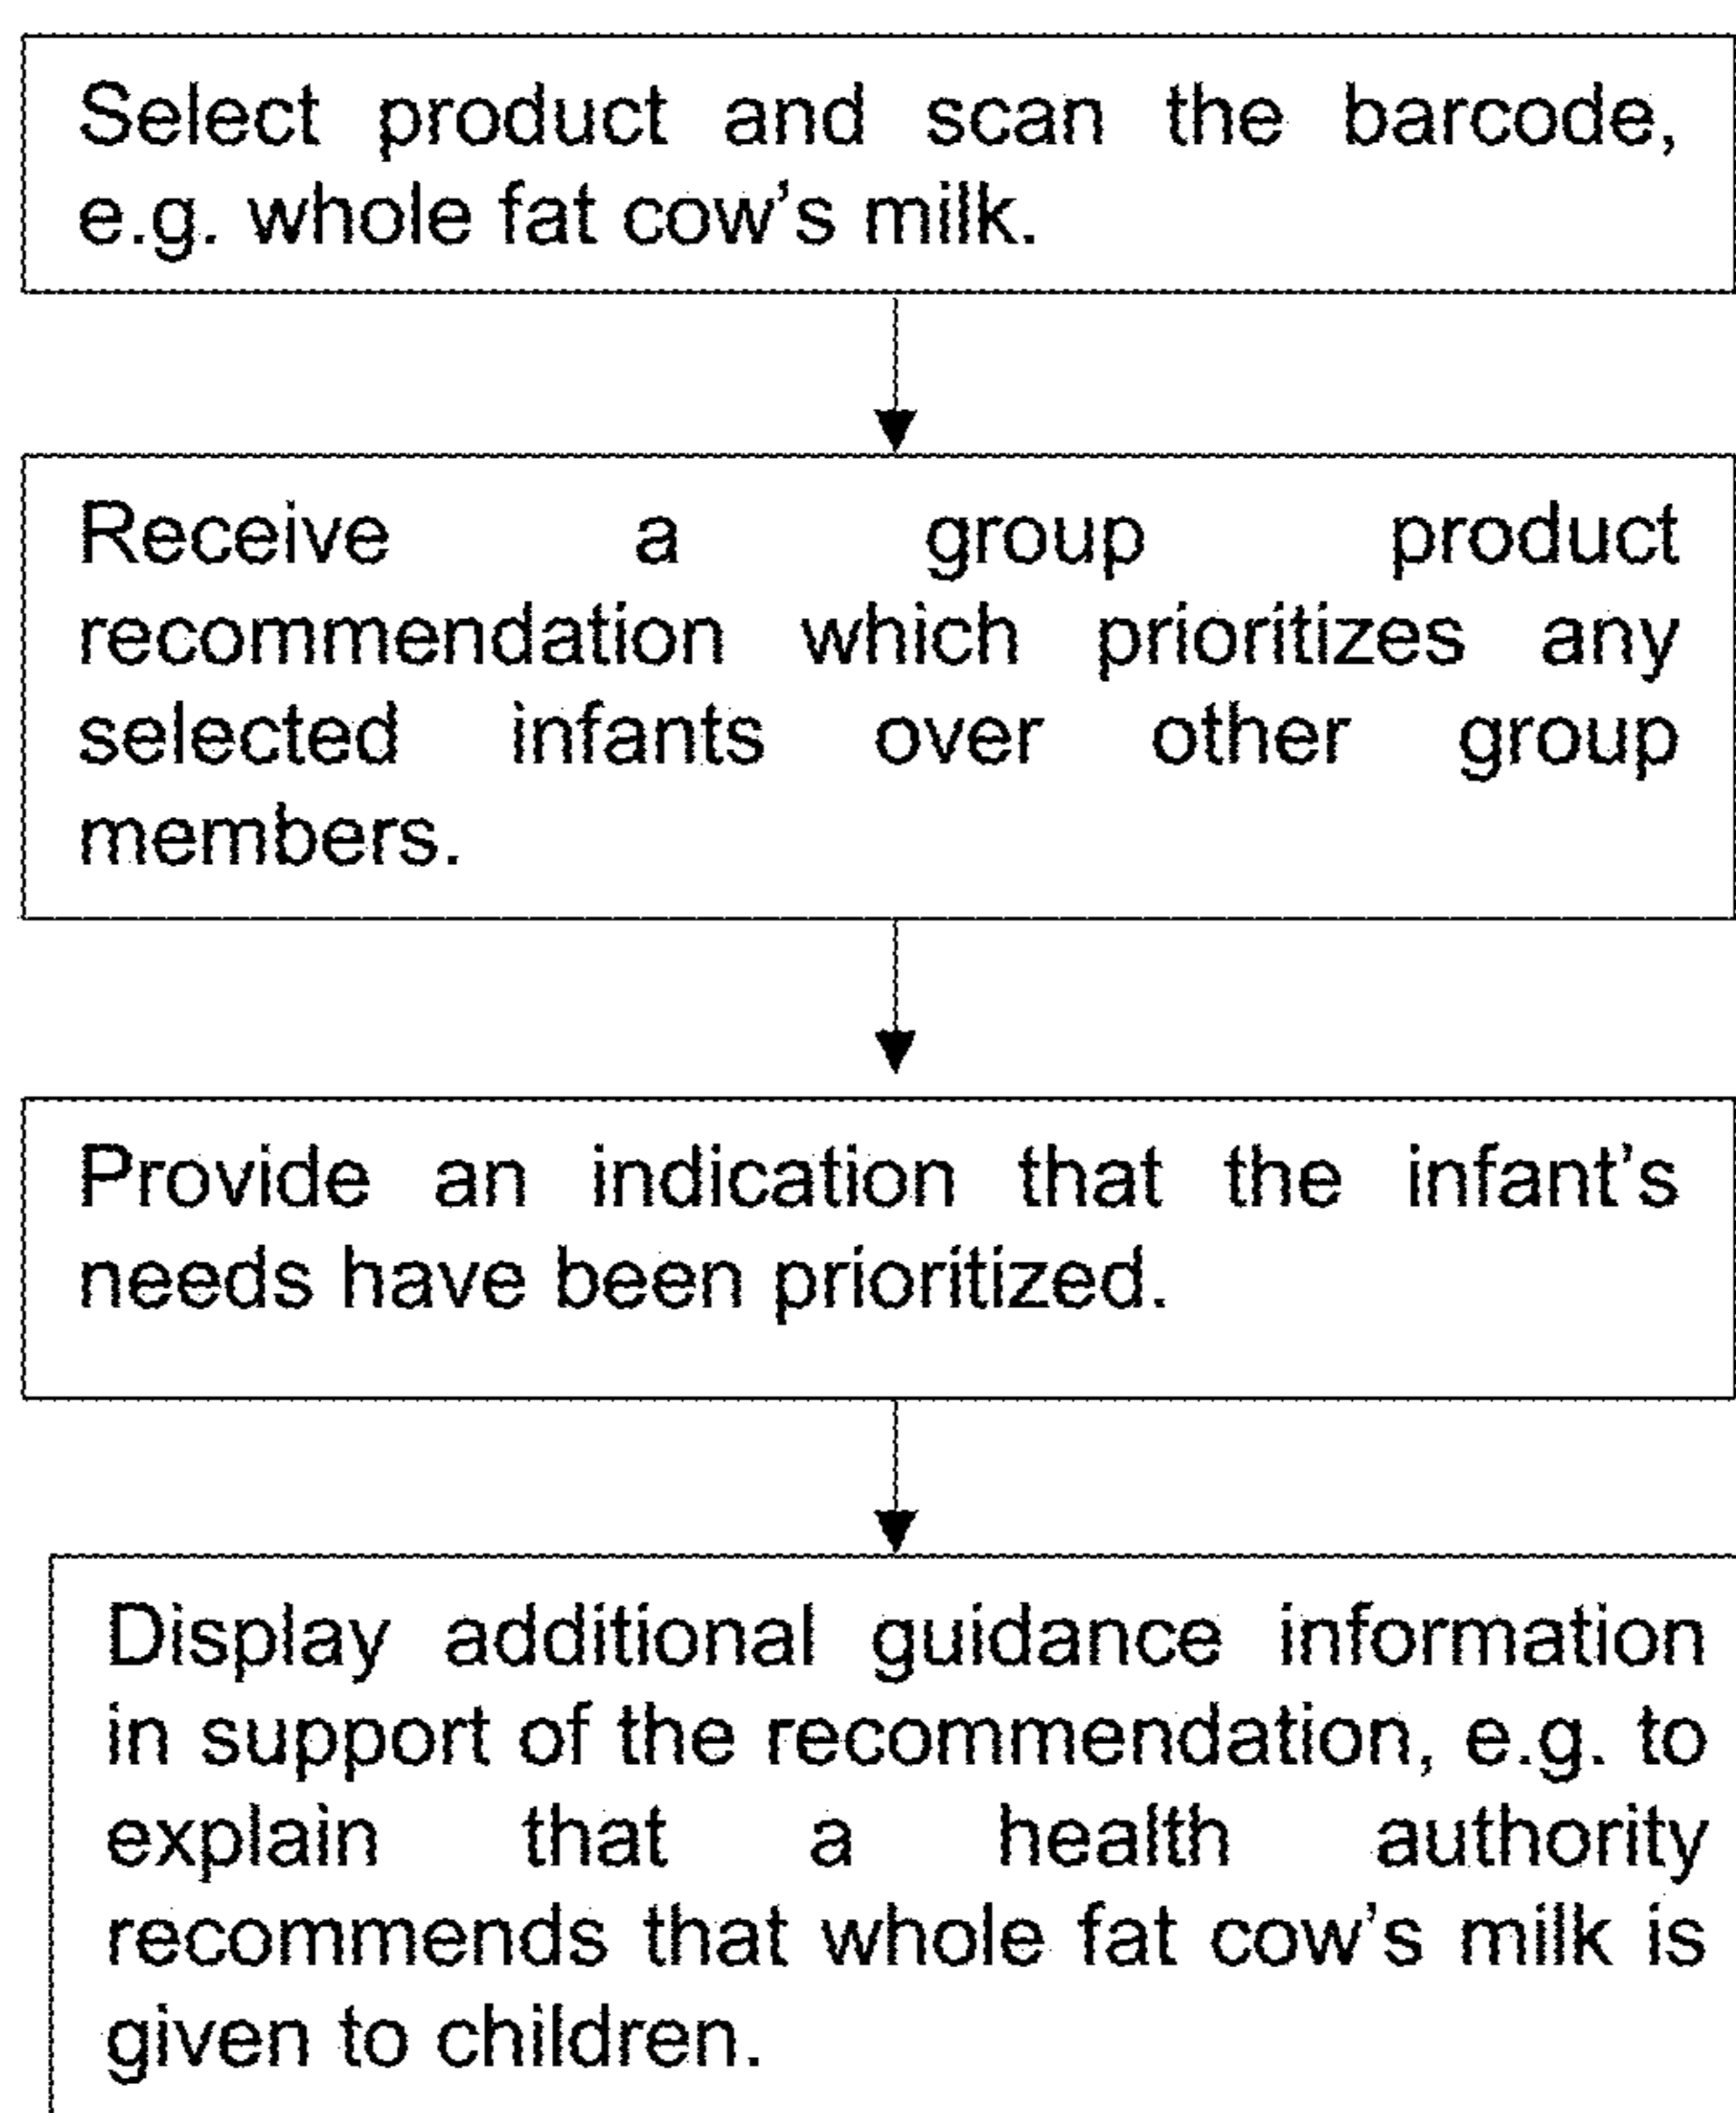 Select product and scan the barcode,
e.g. whole fat cow’s milk.
Receive a group product
recommendation which prioritizes any
selected infants over other group
members.
Provide an indication that the infant’s
needs have been prioritized.
Display additional guidance information
in support of the recommendation, e.g. to
explain that a health authority
recommends that whole fat cow’s milk is
given to children.